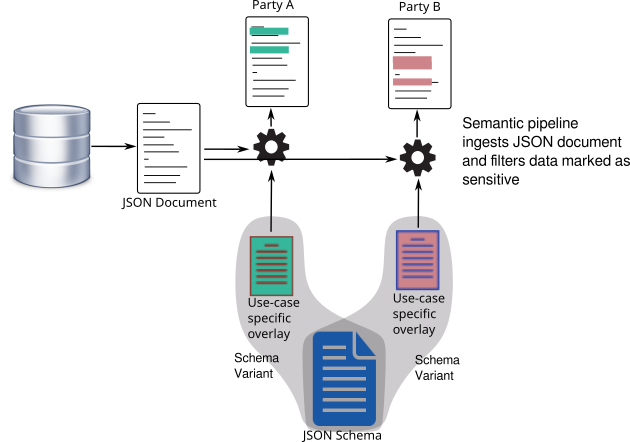 Party A
Party B
Semantic pipeline
ingests JSON document
and filters data marked as
sensitive
JSON Document
Use-case
specific
overlay
Use-case
specific
overlay
Schema
Variant
Schema
Variant
JSON Schema